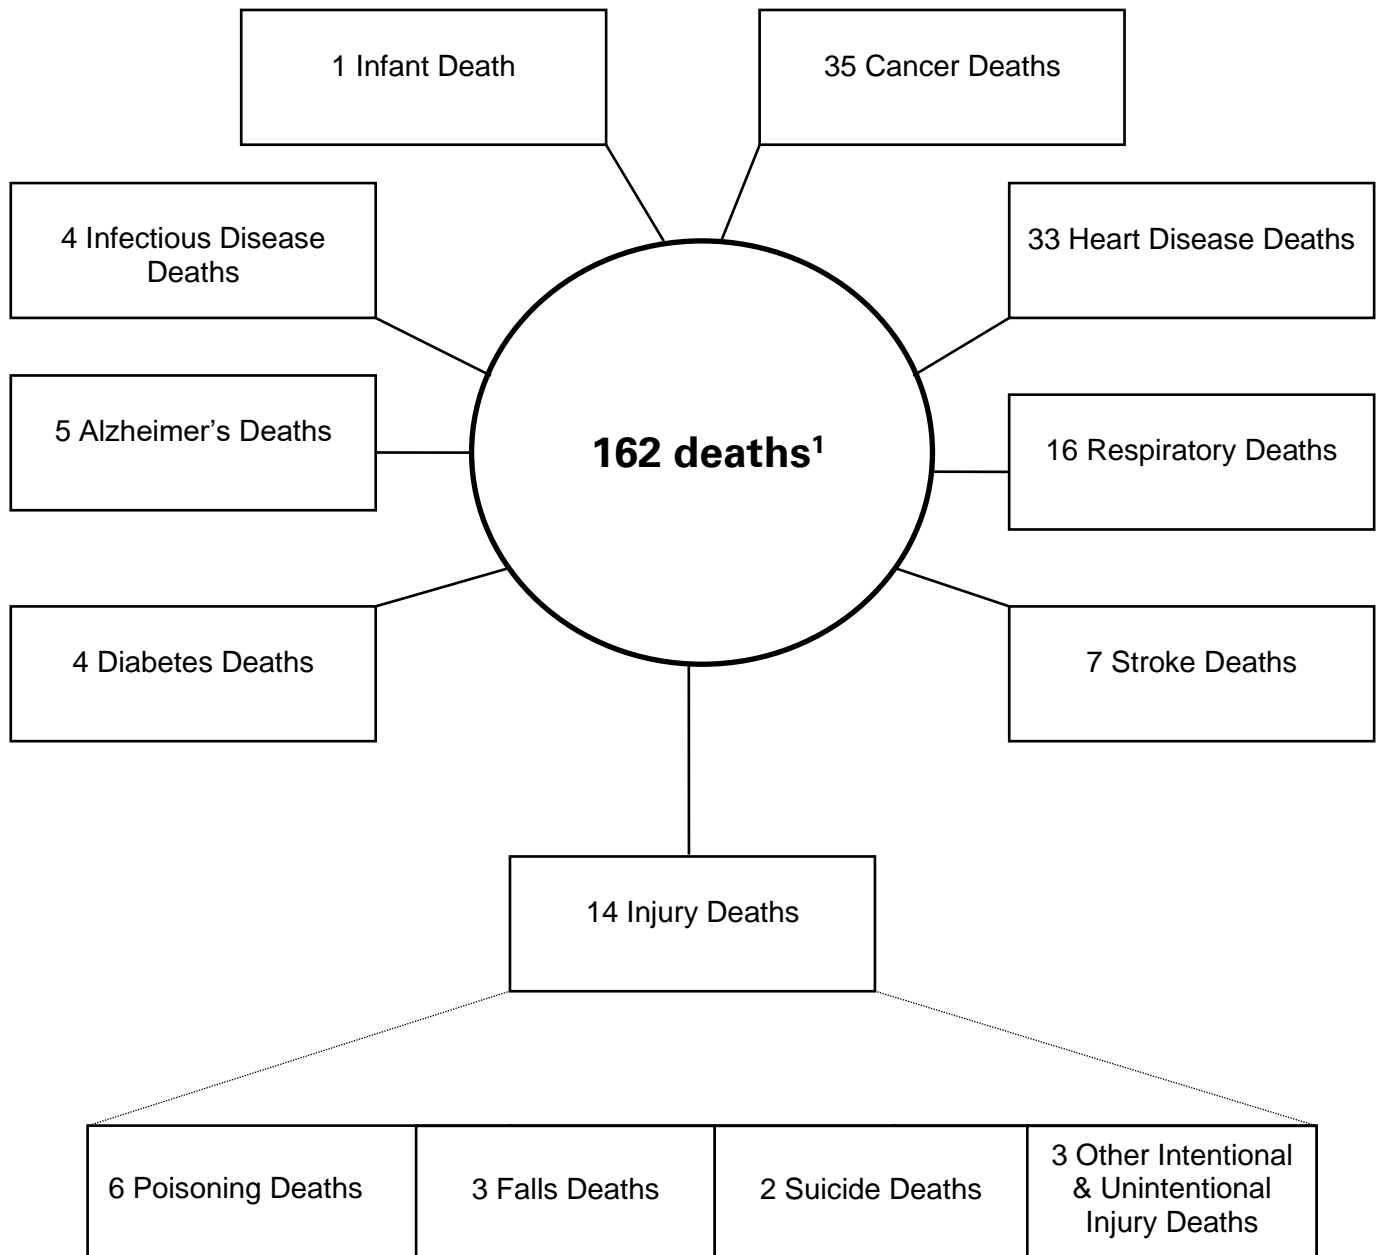 1 Infant Death
35 Cancer Deaths
4 Infectious Disease
Deaths
33 Heart Disease Deaths
5 Alzheimer’s Deaths
162 deaths¹
16 Respiratory Deaths
4 Diabetes Deaths
7 Stroke Deaths
14 Injury Deaths
6 Poisoning Deaths
3 Falls Deaths
2 Suicide Deaths
3 Other Intentional
& Unintentional
Injury Deaths